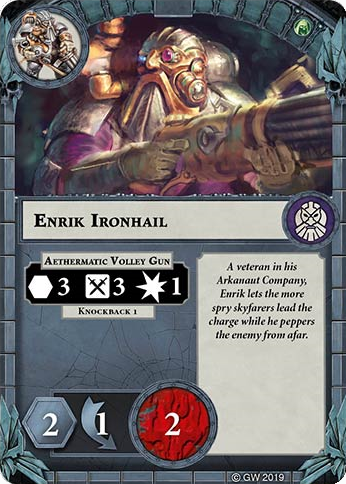 Enrik Ironhail
Aethermatic Volley Gun
3 3 1
Knockback 1
A veteran in his
Arkanaut Company,
Enrik lets the more
spry skyfarers lead the
charge while he peppers
the enemy from afar.
2 1 2
© GW 2019